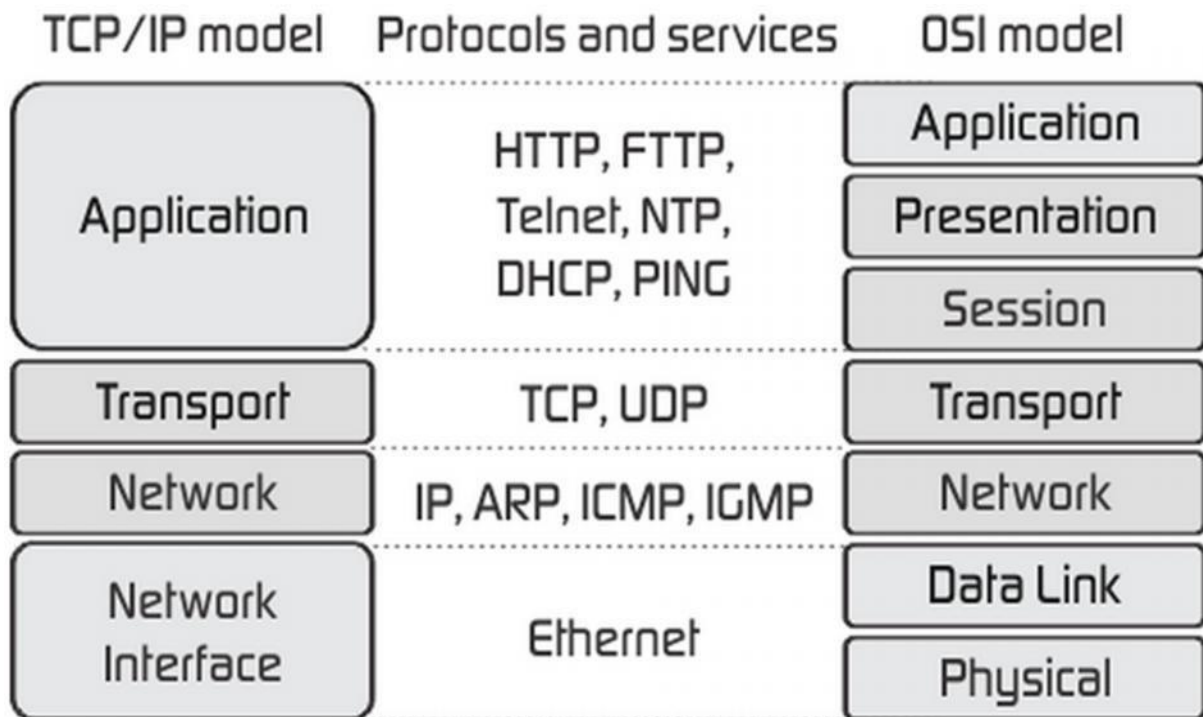 TCP/IP model Protocols and services OSI model
Application
HTTP, FTTP,
Telnet, NTP,
DHCP, PING
Application
Presentation
Session
Transport TCP, UDP Transport
Network IP, ARP, ICMP, IGMP Network
Network
Interface
Ethernet
Data Link
Physical